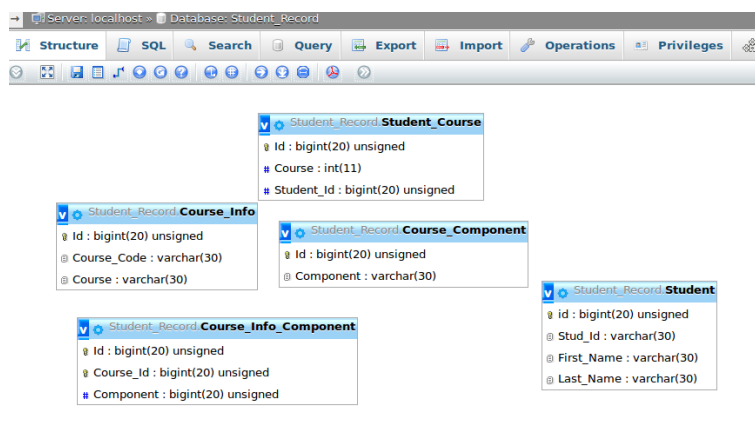 Server: localhost » Database: Student_Record
Structure SQL Search Query Export Import Operations Privileges
Student_Record.Student_Course
Id : bigint(20) unsigned
# Course : int(11)
# Student_Id : bigint(20) unsigned
v Student_Record.Course_Info
Id : bigint(20) unsigned
Course_Code : varchar(30)
Course : varchar(30)
v Student_Record.Course_Component
Id : bigint(20) unsigned
Component : varchar(30)
v Student_Record.Student
id : bigint(20) unsigned
Stud_Id : varchar(30)
First_Name : varchar(30)
Last_Name : varchar(30)
v Student_Record.Course_Info_Component
Id : bigint(20) unsigned
Course_Id : bigint(20) unsigned
# Component : bigint(20) unsigned